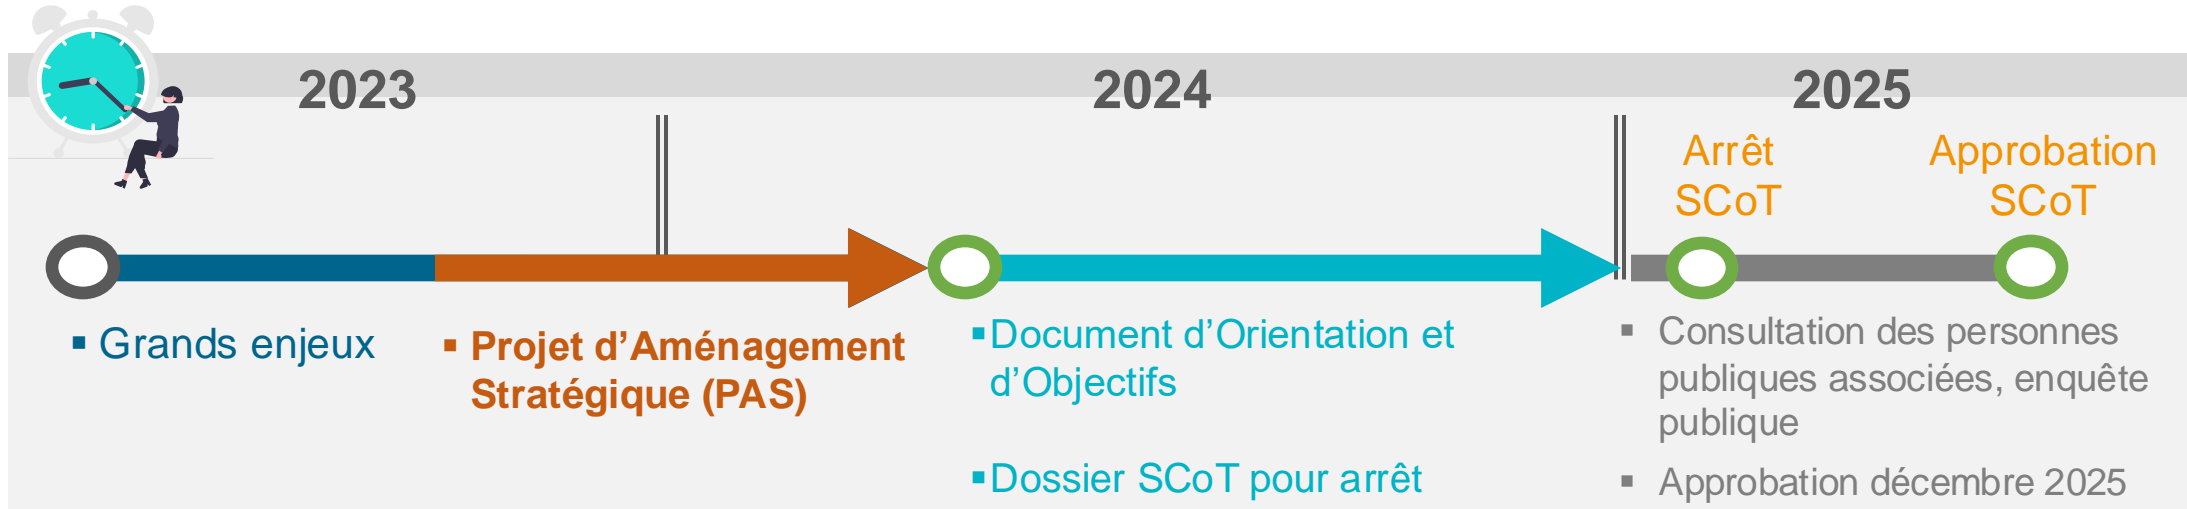 2023
2024
2025
Arrêt
SCoT
Approbation
SCoT
▪ Grands enjeux
▪ Projet d’Aménagement
Stratégique (PAS)
▪Document d’Orientation et
d’Objectifs
▪Dossier SCoT pour arrêt
▪ Consultation des personnes
publiques associées, enquête
publique
▪ Approbation décembre 2025